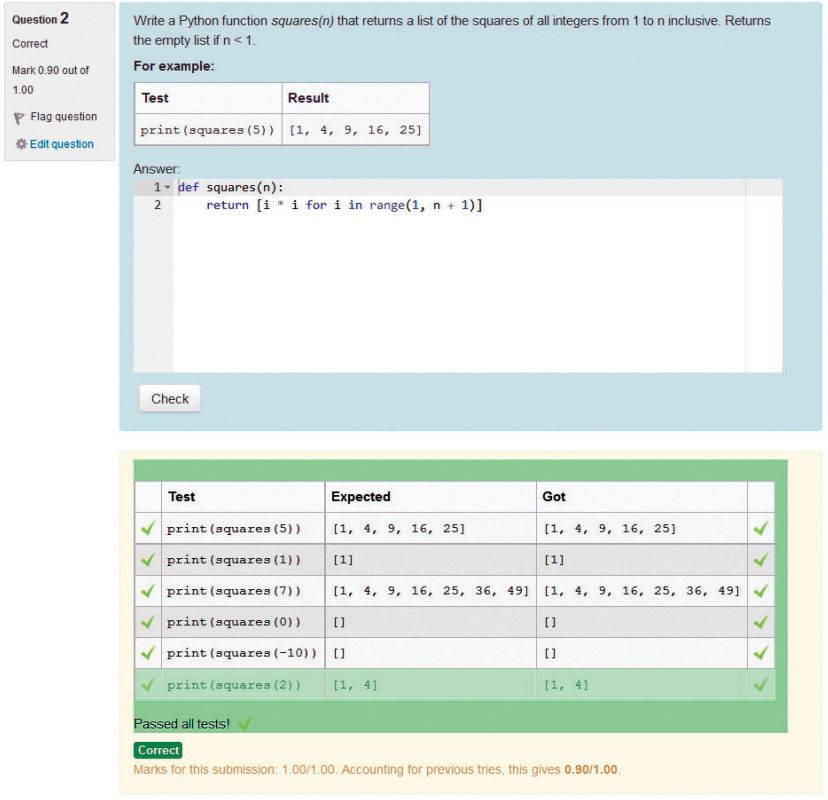 Question 2
Correct
Mark 0.90 out of
1.00
Flag question
Edit question
Write a Python function squares(n) that returns a list of the squares of all integers from 1 to n inclusive. Returns
the empty list if n < 1.
For example:
Test Result
print(squares(5)) [1, 4, 9, 16, 25]
Answer:
1 def squares(n):
2     return [i * i for i in range(1, n + 1)]
Check
Test Expected Got
print(squares(5)) [1, 4, 9, 16, 25] [1, 4, 9, 16, 25]
print(squares(1)) [1] [1]
print(squares(7)) [1, 4, 9, 16, 25, 36, 49] [1, 4, 9, 16, 25, 36, 49]
print(squares(0)) [] []
print(squares(-10)) [] []
print(squares(2)) [1, 4] [1, 4]
Passed all tests!
Correct
Marks for this submission: 1.00/1.00. Accounting for previous tries, this gives 0.90/1.00.